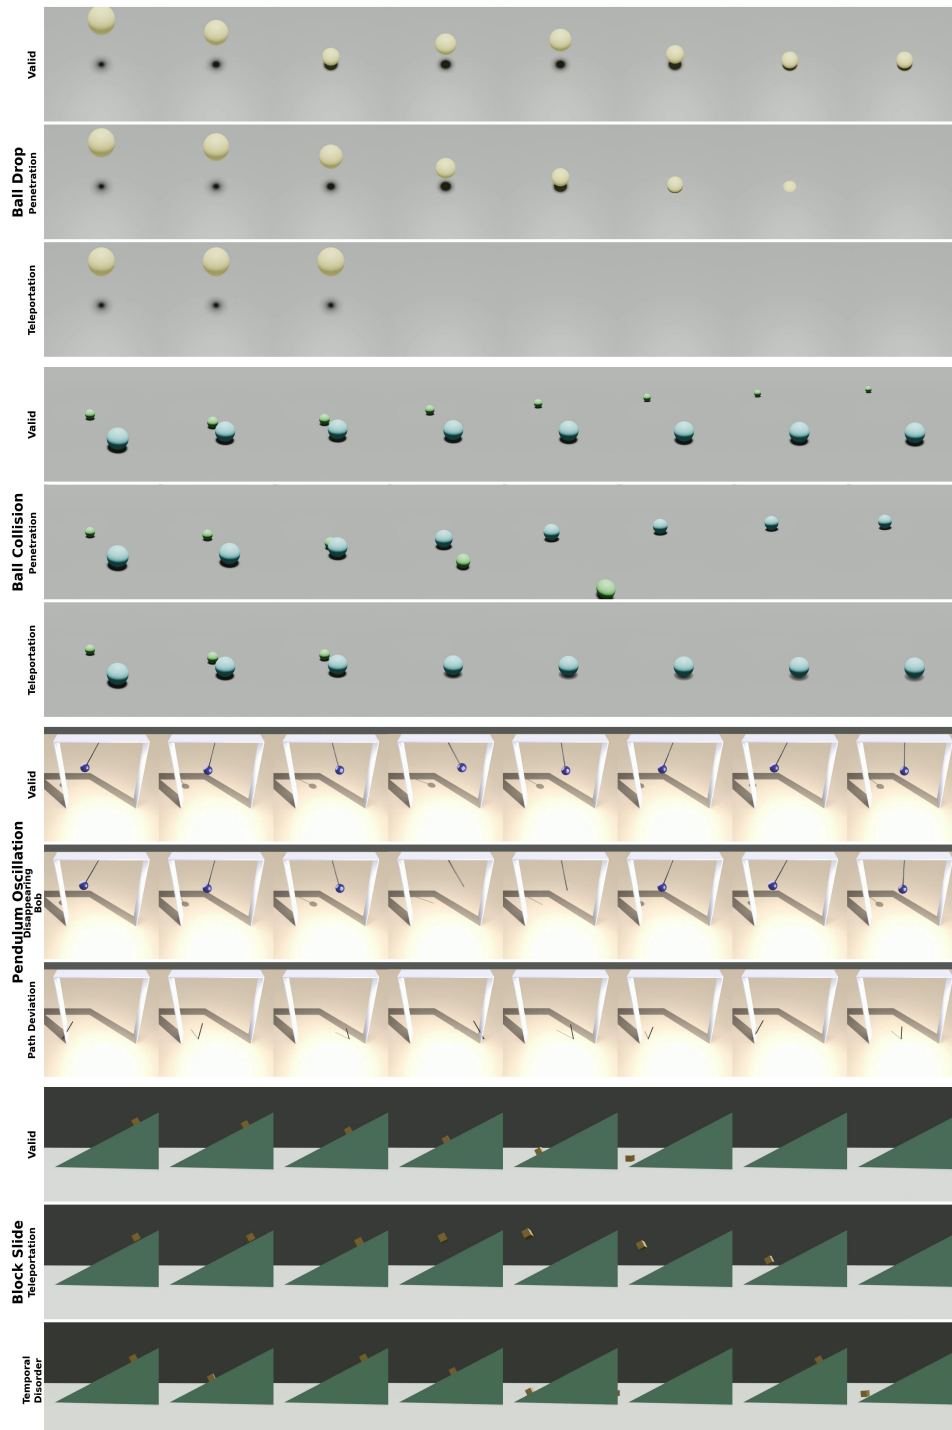 Ball Drop
Valid
Penetration
Teleportation
Ball Collision
Valid
Penetration
Teleportation
Pendulum Oscillation
Valid
Disappearing
Bob
Path Deviation
Block Slide
Valid
Teleportation
Temporal
Disorder